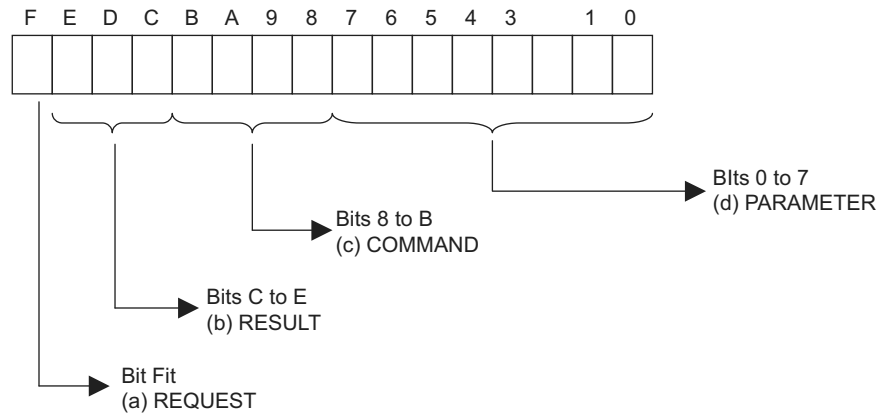 F E D C B A 9 8 7 6 5 4 3 1 0
BIts 0 to 7
(d) PARAMETER
Bits 8 to B
(c) COMMAND
Bits C to E
(b) RESULT
Bit Fit
(a) REQUEST